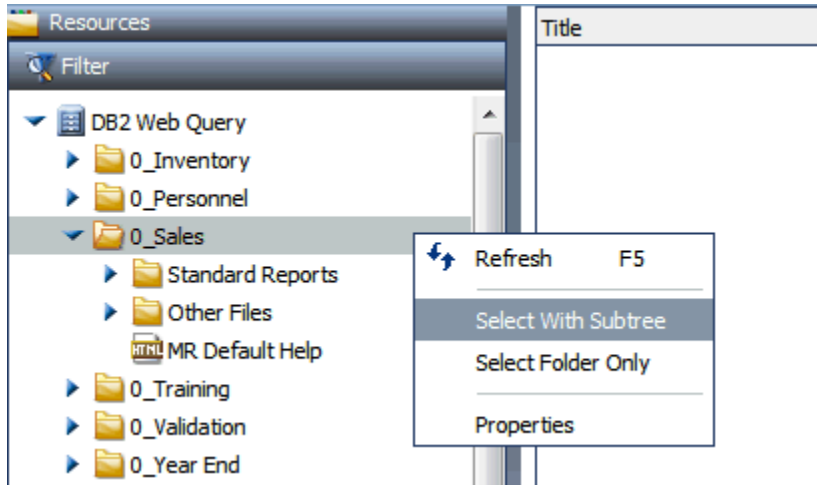 Resources
Title
Filter
DB2 Web Query
0_Inventory
0_Personnel
0_Sales
Standard Reports
Other Files
HTML MR Default Help
0_Training
0_Validation
0_Year End
Refresh F5
Select With Subtree
Select Folder Only
Properties